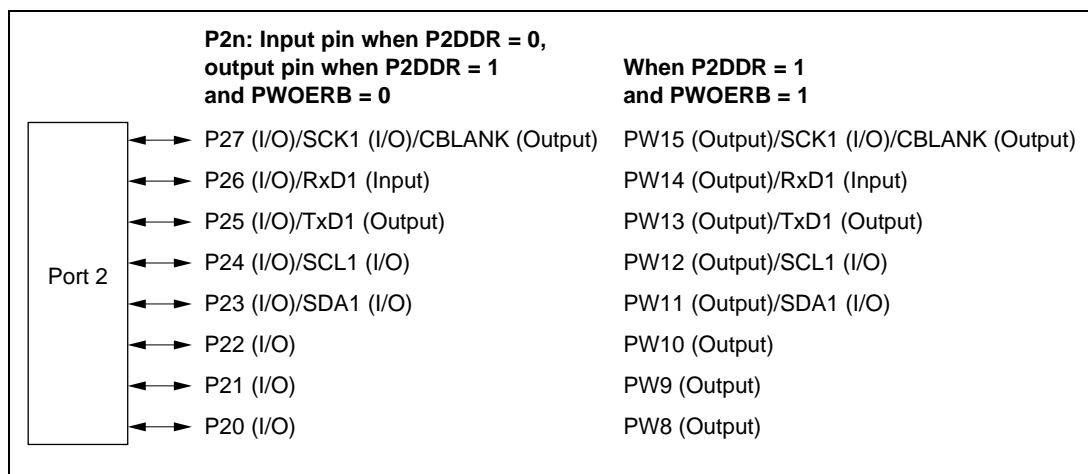 P2n: Input pin when P2DDR = 0,
output pin when P2DDR = 1
and PWOERB = 0
When P2DDR = 1
and PWOERB = 1
Port 2
P27 (I/O)/SCK1 (I/O)/CBLANK (Output) PW15 (Output)/SCK1 (I/O)/CBLANK (Output)
P26 (I/O)/RxD1 (Input) PW14 (Output)/RxD1 (Input)
P25 (I/O)/TxD1 (Output) PW13 (Output)/TxD1 (Output)
P24 (I/O)/SCL1 (I/O) PW12 (Output)/SCL1 (I/O)
P23 (I/O)/SDA1 (I/O) PW11 (Output)/SDA1 (I/O)
P22 (I/O) PW10 (Output)
P21 (I/O) PW9 (Output)
P20 (I/O) PW8 (Output)